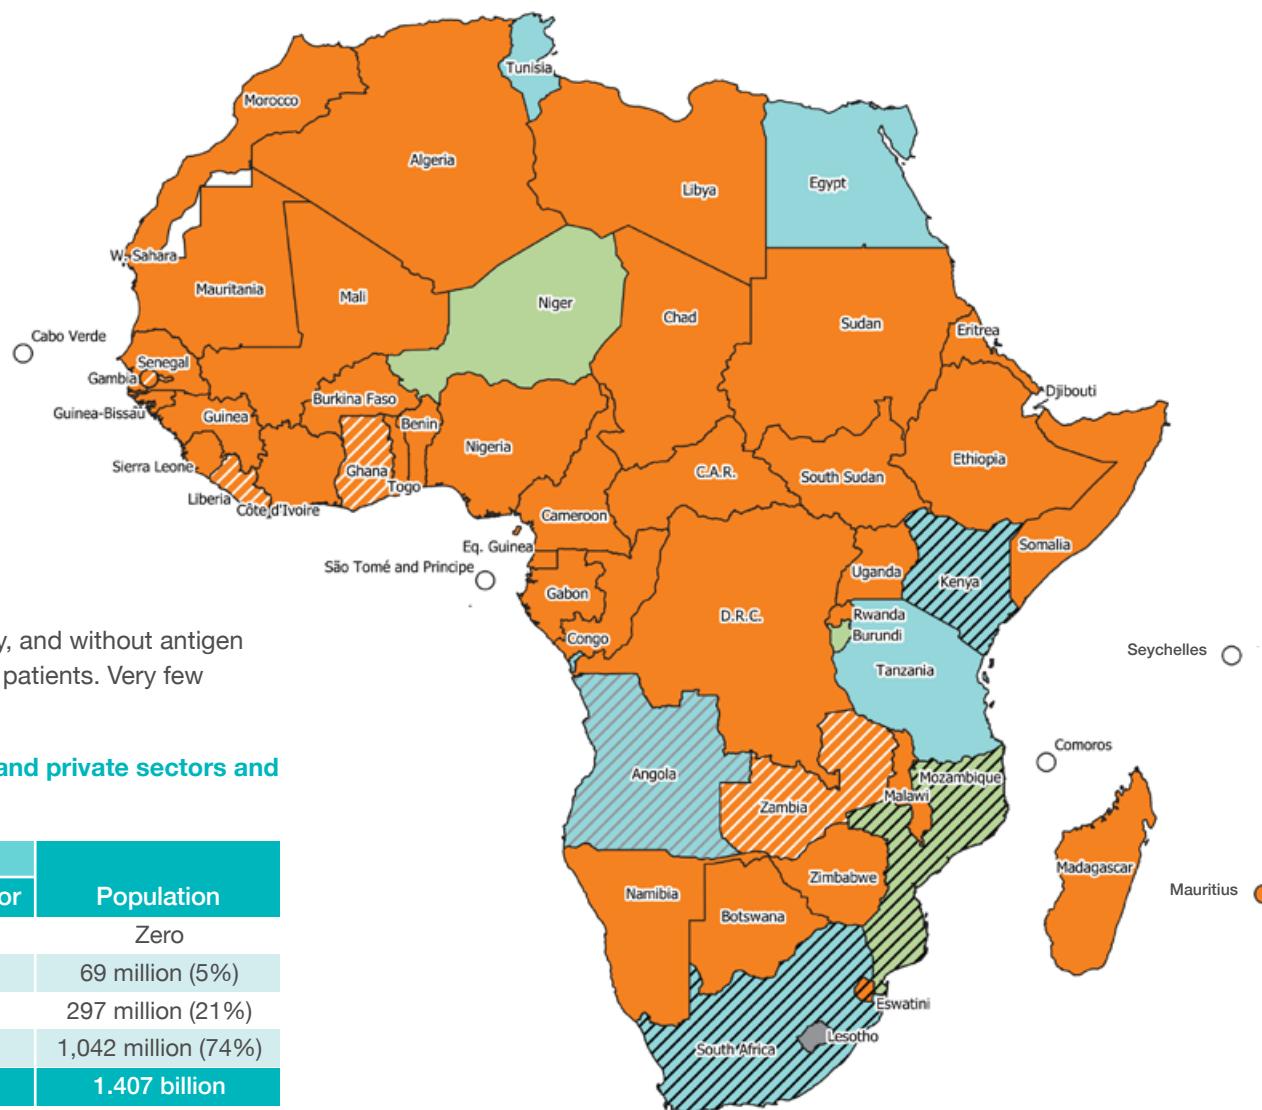 Tunisia
Morocco
Algeria
Libya
Egypt
W. Sahara
Mauritania
Mali
Niger
Chad
Sudan
Eritrea
Cabo Verde
Senegal
Gambia
Djibouti
Burkina Faso
Guinea-Bissau
Guinea
Benin
Nigeria
Ethiopia
Sierra Leone
Ghana
C.A.R.
South Sudan
Togo
Liberia
Côte d'Ivoire
Cameroon
Eq. Guinea
Somalia
São Tomé and Principe
Uganda
Kenya
Gabon
D.R.C.
Rwanda
Congo
Burundi
y, and without antigen
patients. Very few
Seychelles
Tanzania
Comoros
and private sectors and
Angola
Mozambique
Zambia
Malawi
Madagascar
Zimbabwe
Namibia
Mauritius
Botswana
or
Population
Zero
69 million (5%)
297 million (21%)
1,042 million (74%)
1.407 billion
Eswatini
Lesotho
South Africa